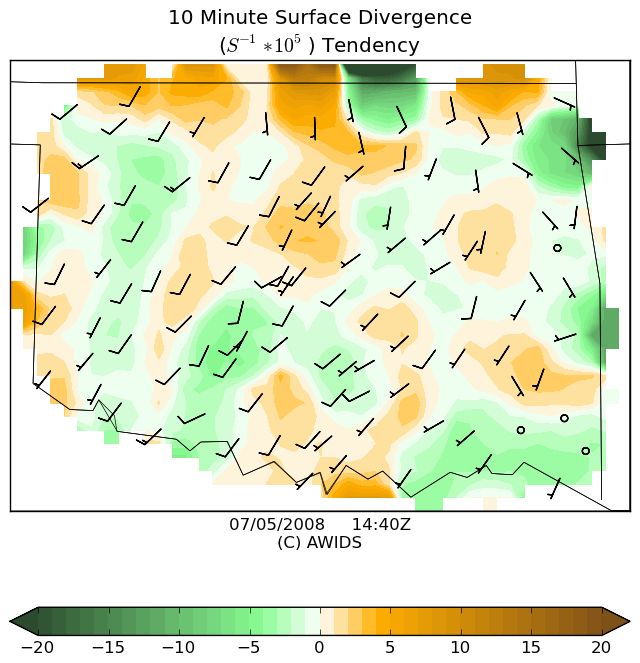 10 Minute Surface Divergence
(S⁻¹ *10⁵ ) Tendency
07/05/2008 14:40Z
(C) AWIDS
−20 −15 −10 −5 0 5 10 15 20